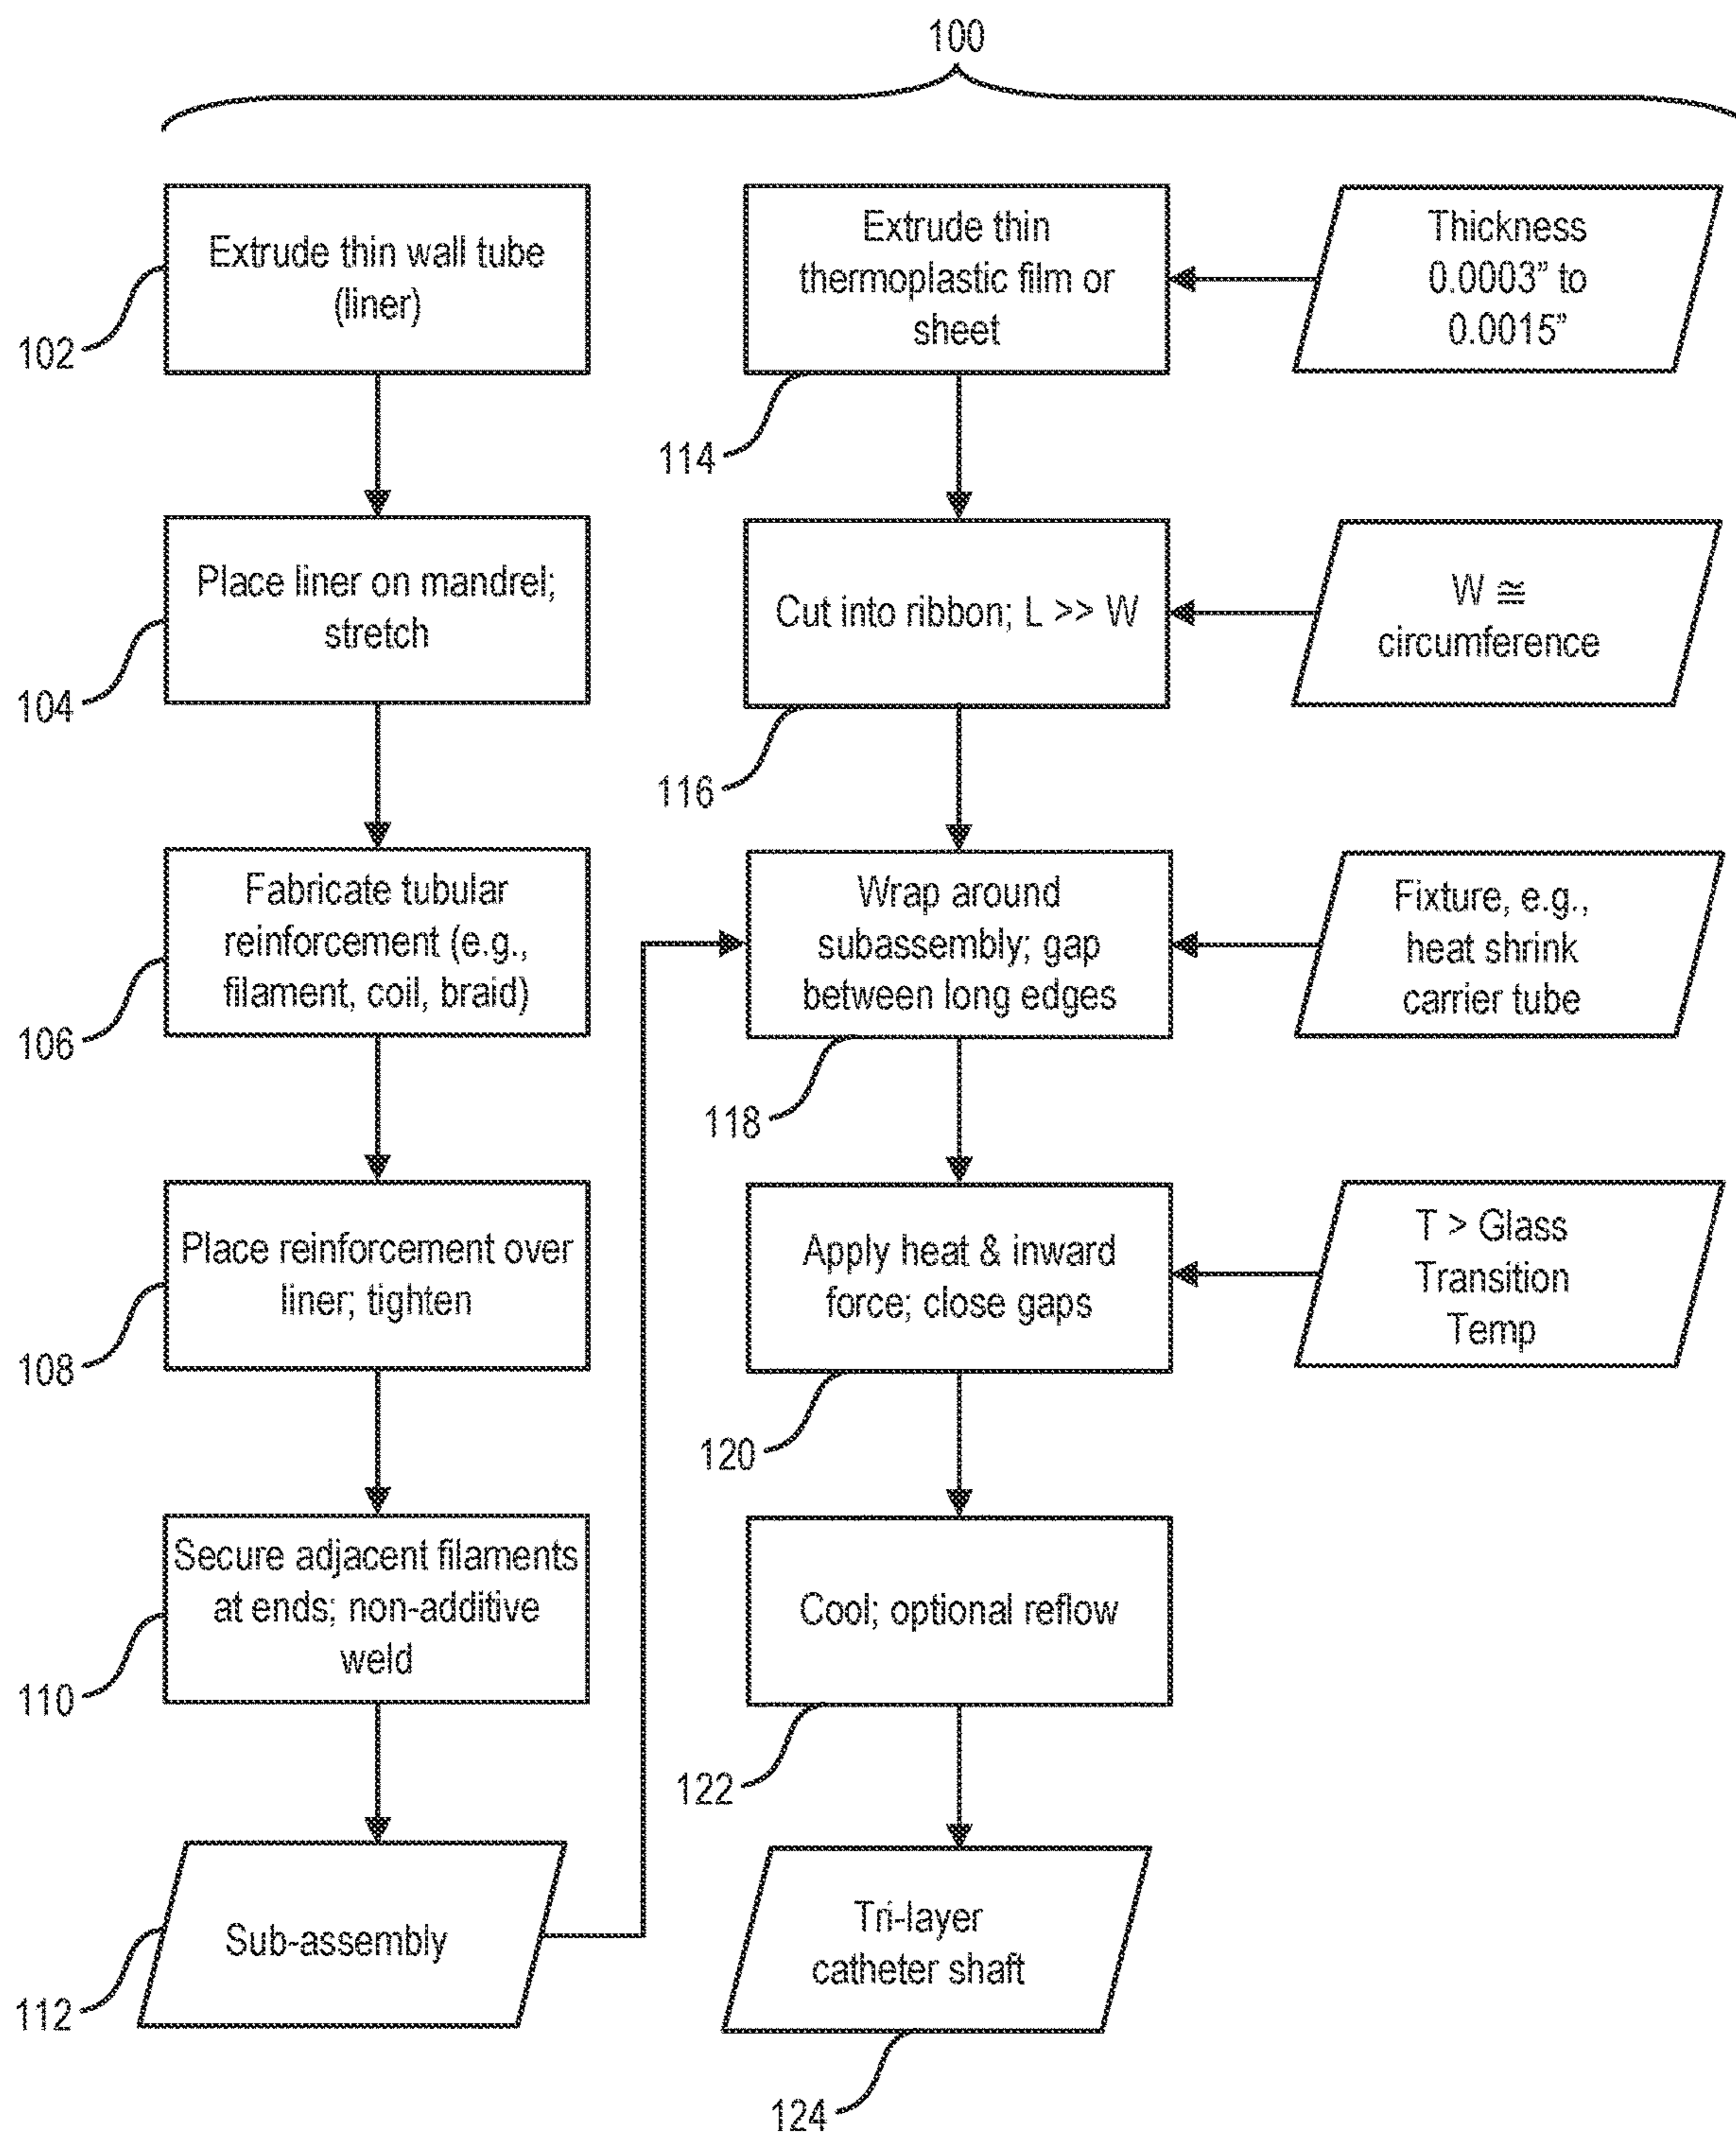 100
Extrude thin wall tube
(liner)
102
Extrude thin
thermoplastic film or
sheet
114
Thickness
0.0003” to
0.0015”
Place liner on mandrel;
stretch
104
Cut into ribbon; L >> W
116
W ≅
circumference
Fabricate tubular
reinforcement (e.g.,
filament, coil, braid)
106
Wrap around
subassembly; gap
between long edges
118
Fixture, e.g.,
heat shrink
carrier tube
Place reinforcement over
liner; tighten
108
Apply heat & inward
force; close gaps
120
T > Glass
Transition
Temp
Secure adjacent filaments
at ends; non-additive
weld
110
Cool; optional reflow
122
Sub-assembly
112
Tri-layer
catheter shaft
124